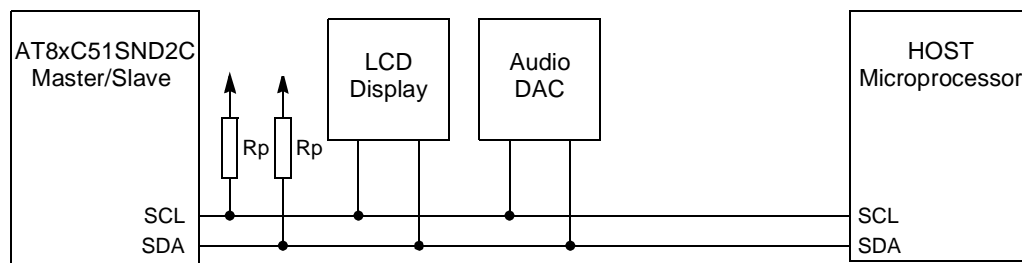 AT8xC51SND2C
Master/Slave
Rp
Rp
LCD
Display
Audio
DAC
HOST
Microprocessor
SCL
SDA
SCL
SDA